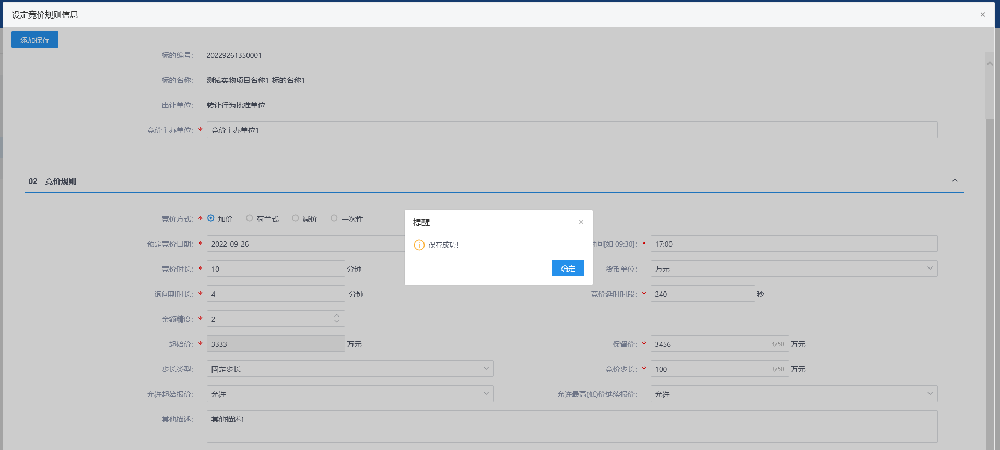 设定竞价规则信息
添加保存
标的编号： 20229261350001
标的名称： 测试实物项目名称1-标的名称1
出让单位： 转让行为批准单位
竞价主办单位：* 竞价主办单位1
02 竞价规则
竞价方式：* 加价 荷兰式 减价 一次性
预定竞价日期：* 2022-09-26 时间[如 09:30]：* 17:00
竞价时长：* 10 分钟 货币单位： 万元
询问期时长：* 4 分钟 竞价延时时段：* 240 秒
金额精度：* 2
起始价：* 3333 万元 保留价：* 3456 4/50 万元
步长类型： 固定步长 竞价步长：* 100 3/50 万元
允许起始报价： 允许 允许最高(低)价继续报价： 允许
其他描述： 其他描述1
提醒
保存成功!
确定